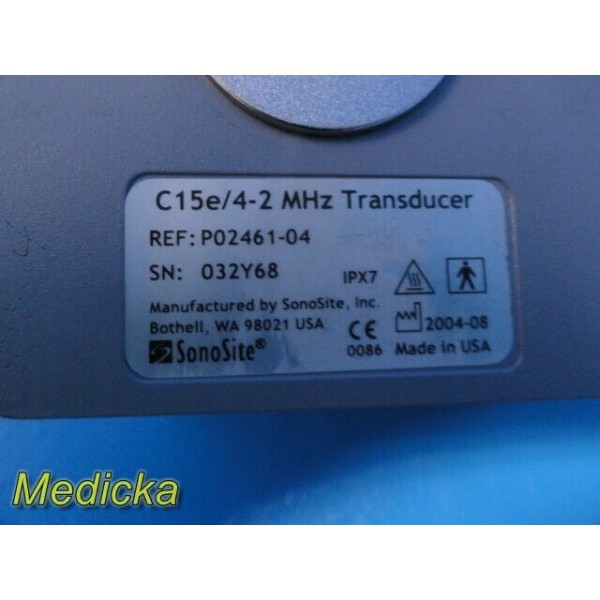 C15e/4-2 MHz Transducer
REF: P02461-04
SN: 032Y68 IPX7
Manufactured by SonoSite, Inc.
Bothell, WA 98021 USA
CE 2004-08
SonoSite® 0086 Made in USA
Medicka